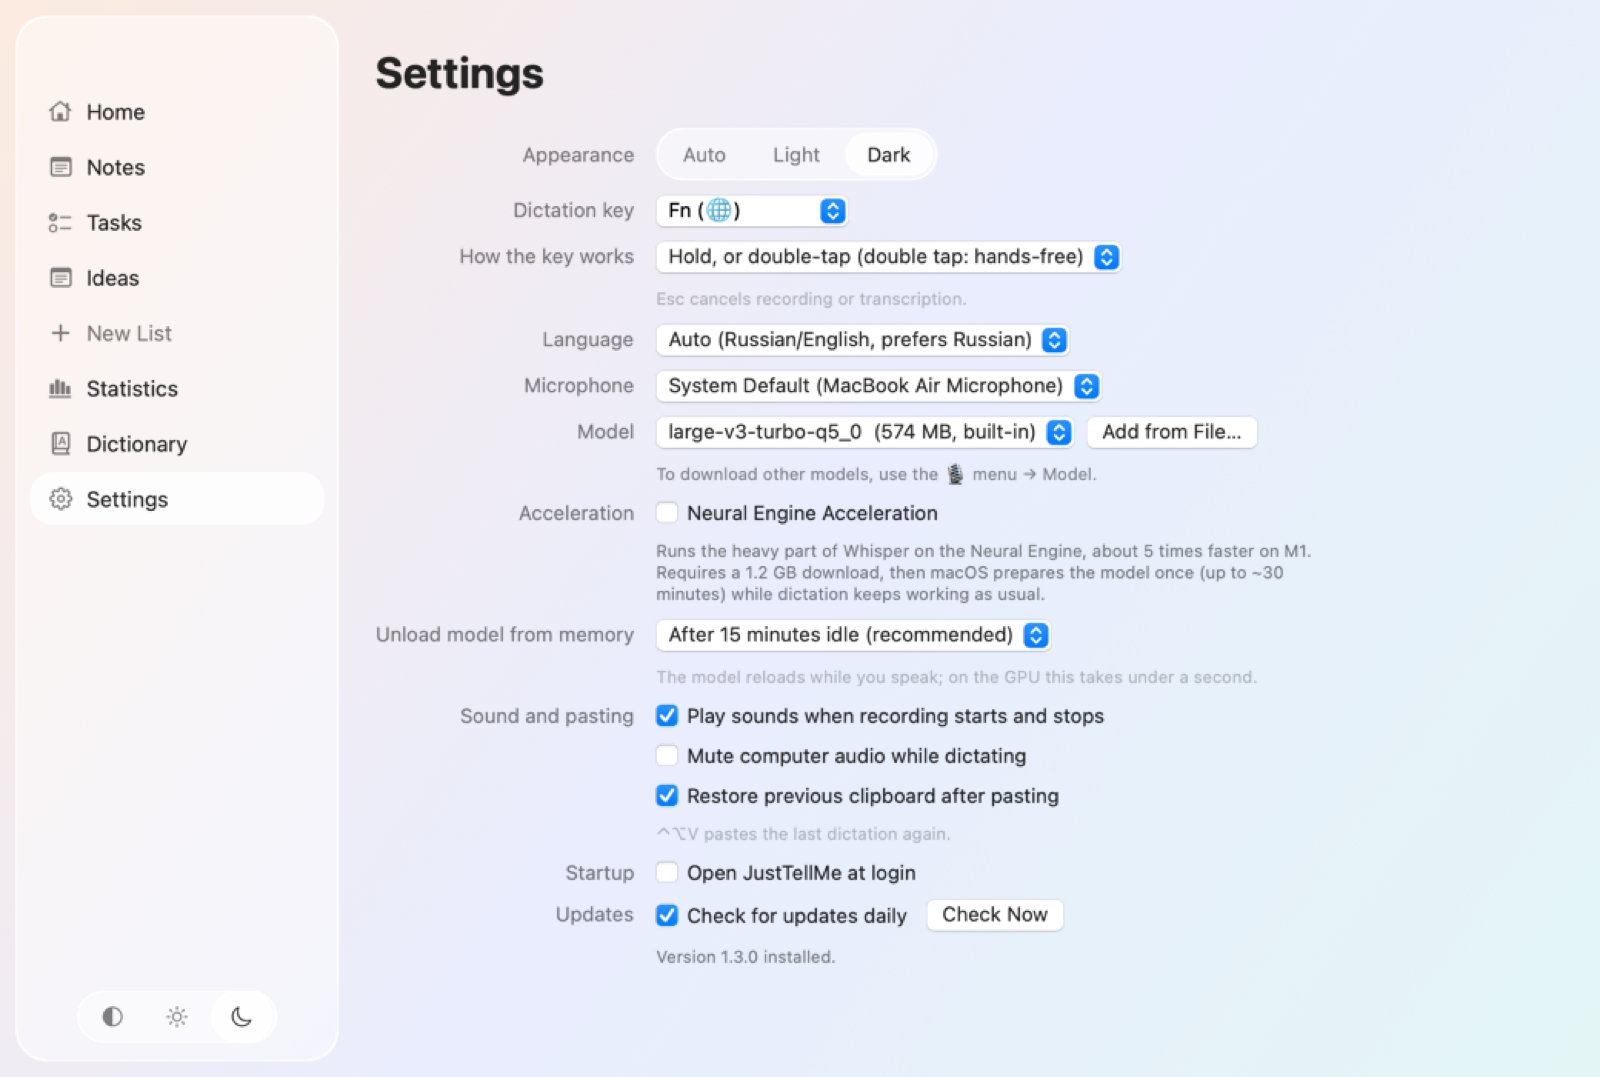 Home
Notes
Tasks
Ideas
New List
Statistics
Dictionary
Settings
Settings
Appearance Auto Light Dark
Dictation key Fn (🌐)
How the key works Hold, or double-tap (double tap: hands-free)
Esc cancels recording or transcription.
Language Auto (Russian/English, prefers Russian)
Microphone System Default (MacBook Air Microphone)
Model large-v3-turbo-q5_0 (574 MB, built-in) Add from File...
To download other models, use the 🎙 menu → Model.
Acceleration Neural Engine Acceleration
Runs the heavy part of Whisper on the Neural Engine, about 5 times faster on M1.
Requires a 1.2 GB download, then macOS prepares the model once (up to ~30
minutes) while dictation keeps working as usual.
Unload model from memory After 15 minutes idle (recommended)
The model reloads while you speak; on the GPU this takes under a second.
Sound and pasting Play sounds when recording starts and stops
Mute computer audio while dictating
Restore previous clipboard after pasting
^⌥V pastes the last dictation again.
Startup Open JustTellMe at login
Updates Check for updates daily Check Now
Version 1.3.0 installed.